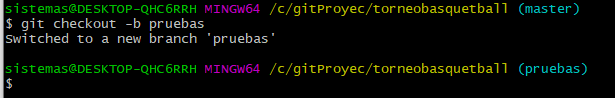 sistemas@DESKTOP-QHC6RRH MINGW64 /c/gitProyec/torneobasquetball (master)
$ git checkout -b pruebas
Switched to a new branch 'pruebas'
sistemas@DESKTOP-QHC6RRH MINGW64 /c/gitProyec/torneobasquetball (pruebas)
$